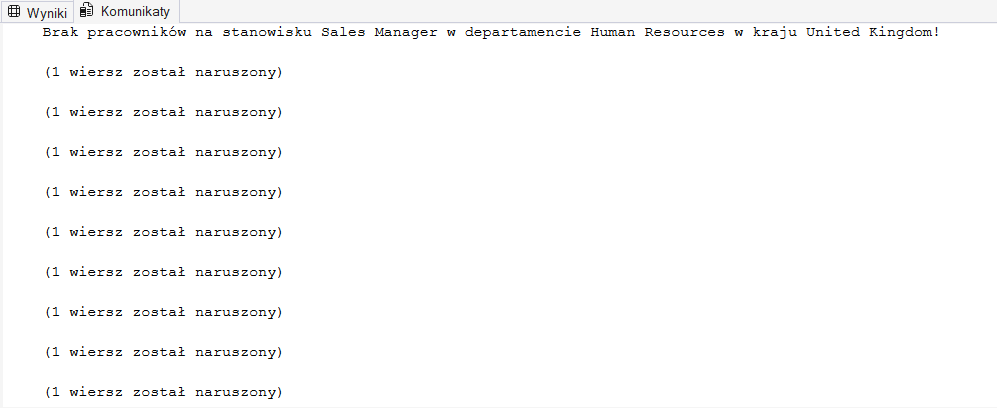 Wyniki Komunikaty
Brak pracowników na stanowisku Sales Manager w departamencie Human Resources w kraju United Kingdom!
(1 wiersz został naruszony)
(1 wiersz został naruszony)
(1 wiersz został naruszony)
(1 wiersz został naruszony)
(1 wiersz został naruszony)
(1 wiersz został naruszony)
(1 wiersz został naruszony)
(1 wiersz został naruszony)
(1 wiersz został naruszony)